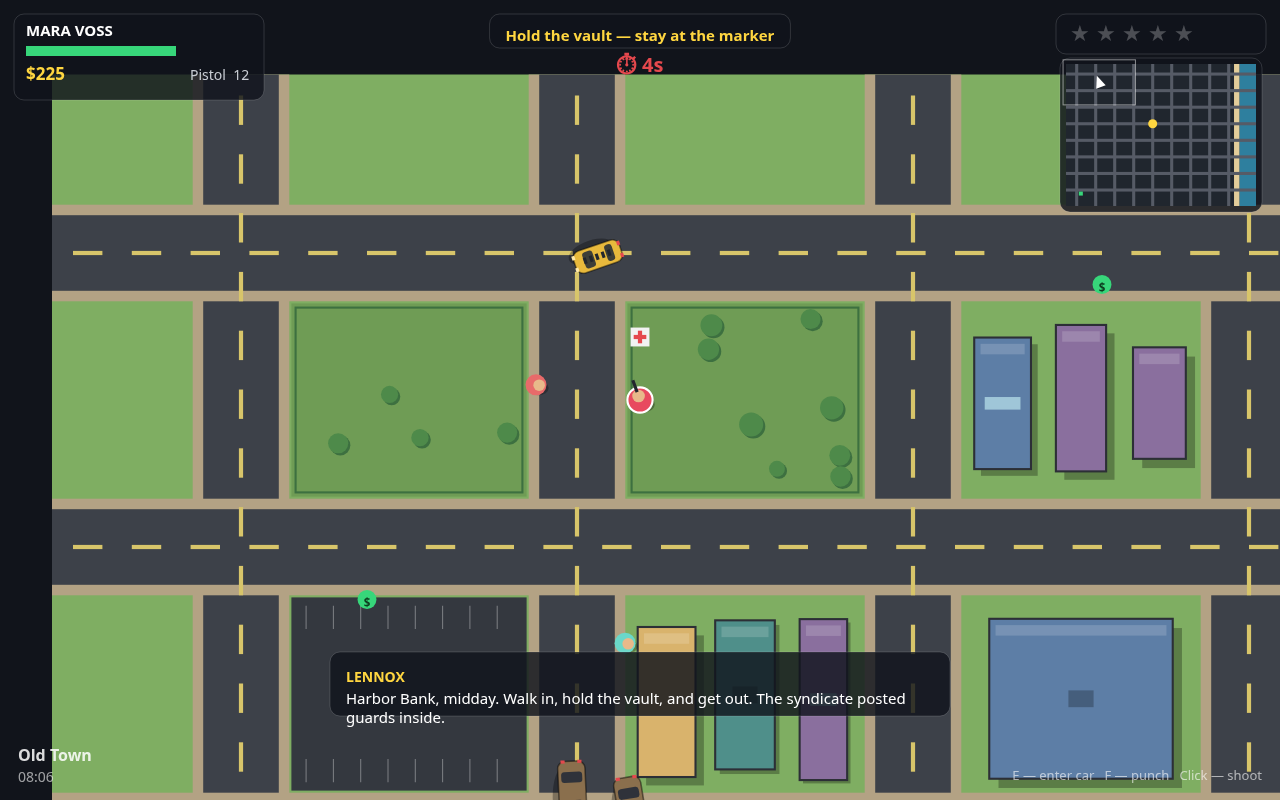 MARA VOSS
$225
Pistol 12
Hold the vault — stay at the marker
4s
★ ★ ★ ★ ★
$
$
LENNOX
Harbor Bank, midday. Walk in, hold the vault, and get out. The syndicate posted
guards inside.
Old Town
08:06
E — enter car F — punch Click — shoot